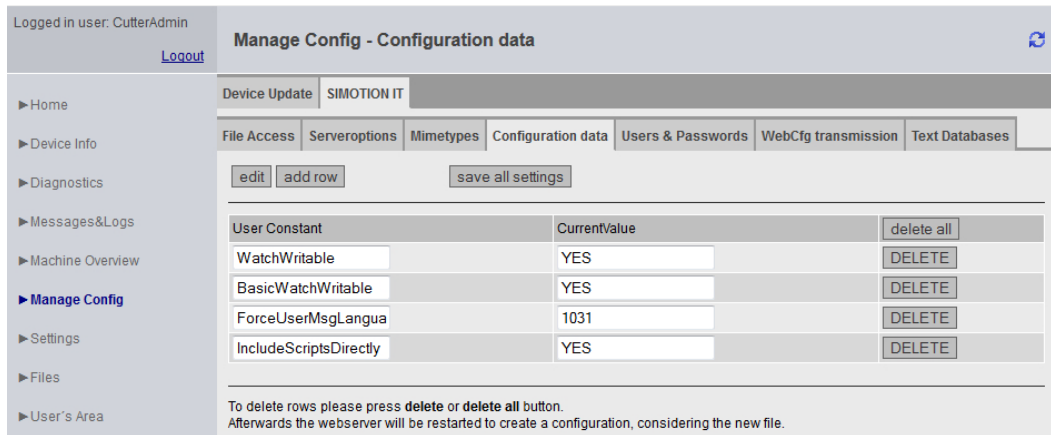 Logged in user: CutterAdmin
Logout
Manage Config - Configuration data
Device Update SIMOTION IT
File Access Serveroptions Mimetypes Configuration data Users & Passwords WebCfg transmission Text Databases
►Home
►Device Info
►Diagnostics
►Messages&Logs
►Machine Overview
►Manage Config
►Settings
►Files
►User's Area
edit add row save all settings
User Constant CurrentValue delete all
WatchWritable YES DELETE
BasicWatchWritable YES DELETE
ForceUserMsgLangua 1031 DELETE
IncludeScriptsDirectly YES DELETE
To delete rows please press delete or delete all button.
Afterwards the webserver will be restarted to create a configuration, considering the new file.